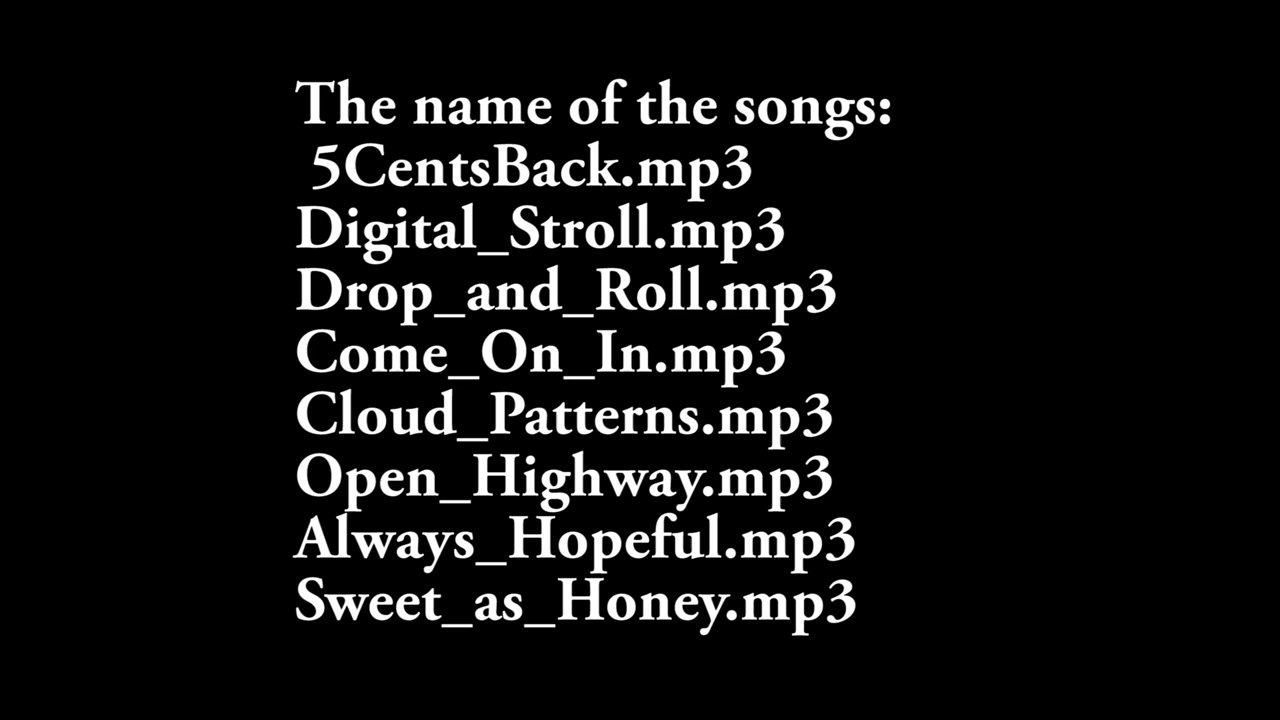 The name of the songs:
5CentsBack.mp3
Digital_Stroll.mp3
Drop_and_Roll.mp3
Come_On_In.mp3
Cloud_Patterns.mp3
Open_Highway.mp3
Always_Hopeful.mp3
Sweet_as_Honey.mp3